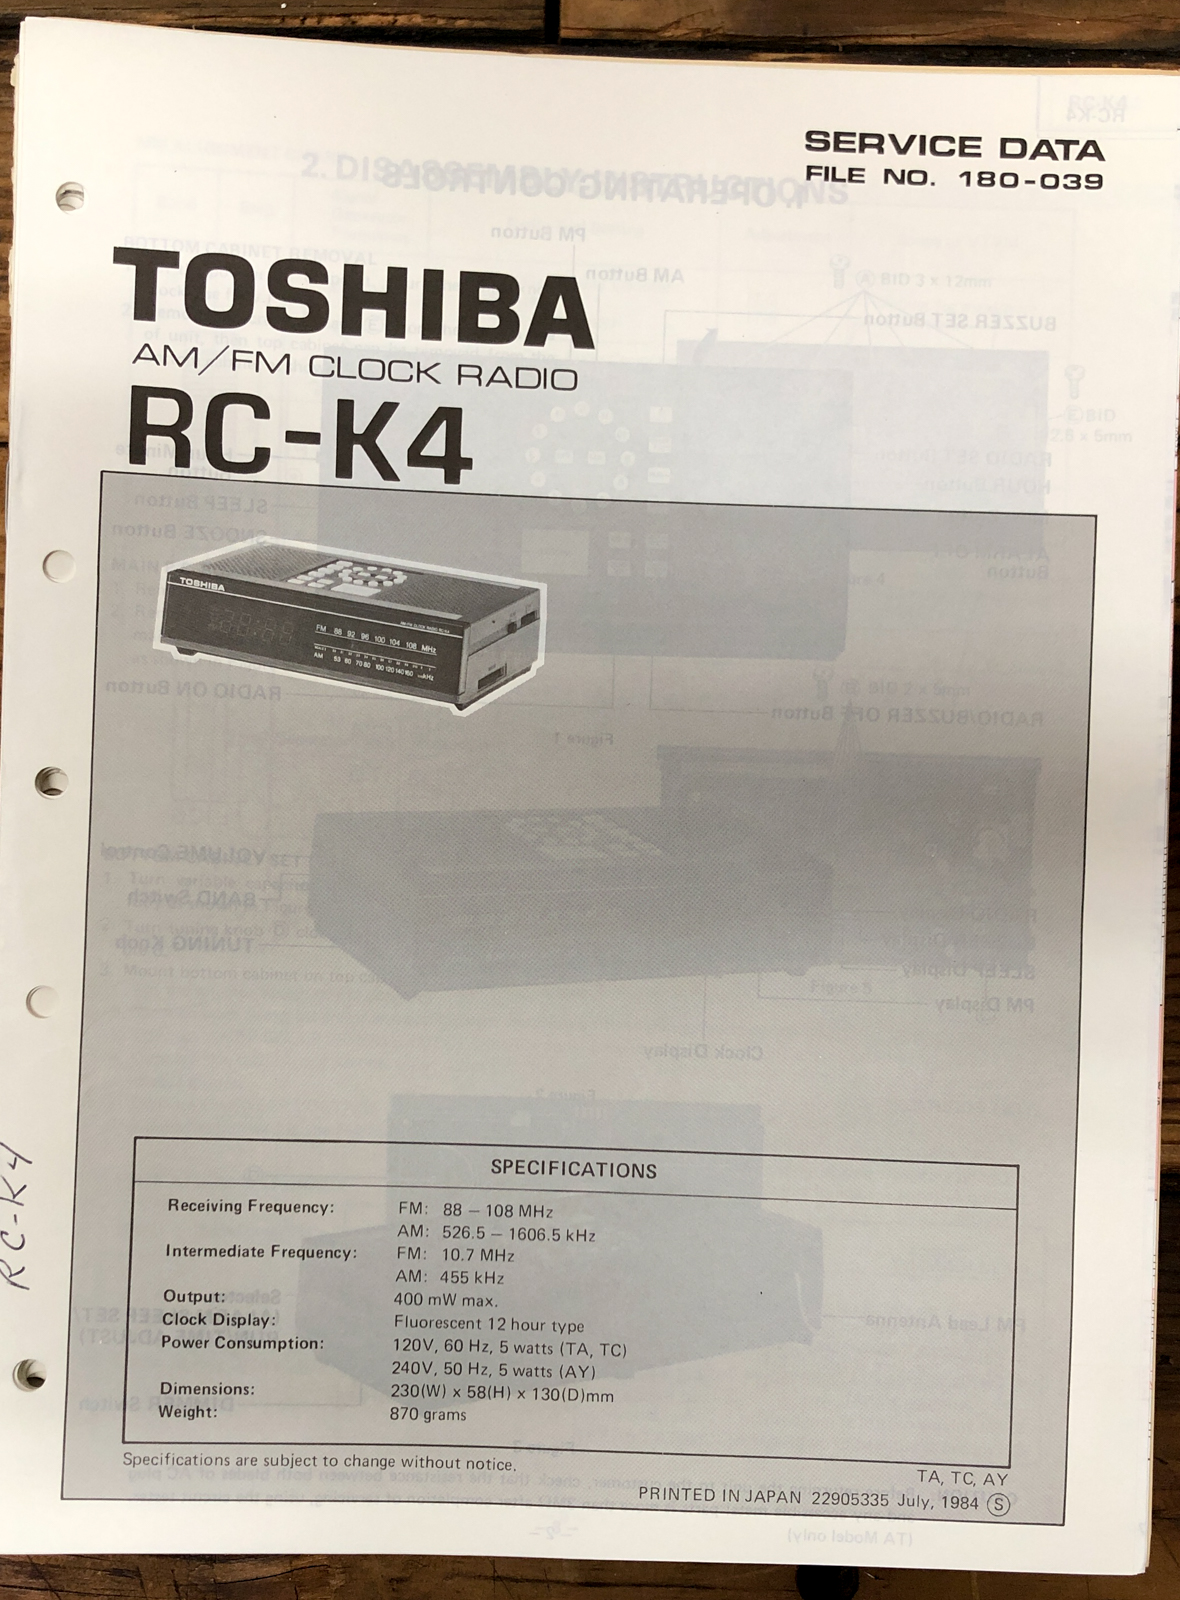 SERVICE DATA
FILE NO. 180-039
TOSHIBA
AM/FM CLOCK RADIO
RC-K4
TOSHIBA
FM 88 92 96 100 104 108 MHz
AM 53 60 70 80 100 120 140 160 kHz
SPECIFICATIONS
Receiving Frequency: FM: 88 – 108 MHz
AM: 526.5 – 1606.5 kHz
Intermediate Frequency: FM: 10.7 MHz
AM: 455 kHz
Output: 400 mW max.
Clock Display: Fluorescent 12 hour type
Power Consumption: 120V, 60 Hz, 5 watts (TA, TC)
240V, 50 Hz, 5 watts (AY)
Dimensions: 230(W) x 58(H) x 130(D)mm
Weight: 870 grams
Specifications are subject to change without notice.
TA, TC, AY
PRINTED IN JAPAN 22905335 July, 1984 Ⓢ
RC-K4